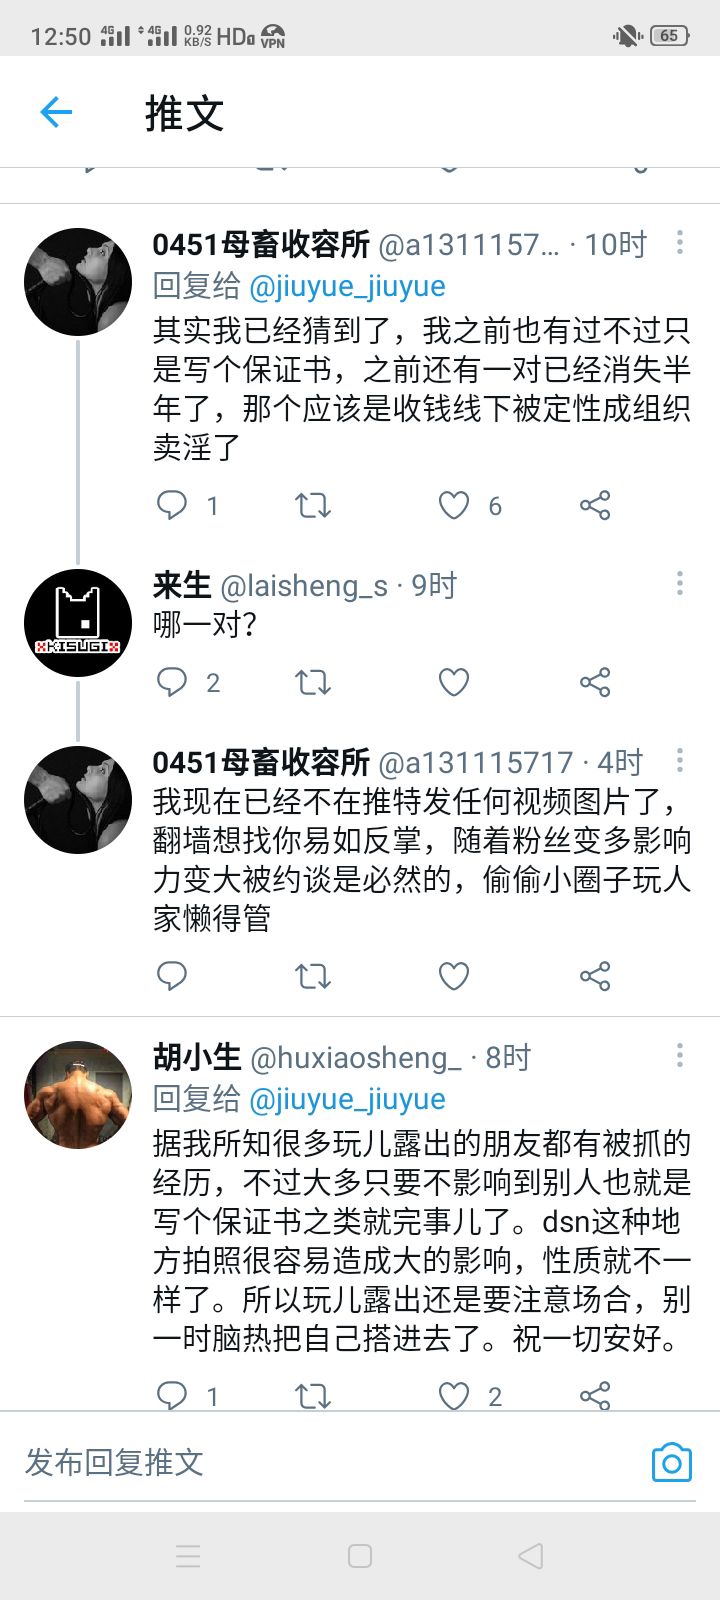 12:50 4G 4G 0.92 KB/S HD VPN 65
推文
0451母畜收容所 @a1311157... · 10时
回复给 @jiuyue_jiuyue
其实我已经猜到了，我之前也有过不过只
是写个保证书，之前还有一对已经消失半
年了，那个应该是收钱线下被定性成组织
卖淫了
1 6
来生 @laisheng_s · 9时
哪一对？
KISUGI
2
0451母畜收容所 @a131115717 · 4时
我现在已经不在推特发任何视频图片了，
翻墙想找你易如反掌，随着粉丝变多影响
力变大被约谈是必然的，偷偷小圈子玩人
家懒得管
胡小生 @huxiaosheng_ · 8时
回复给 @jiuyue_jiuyue
据我所知很多玩儿露出的朋友都有被抓的
经历，不过大多只要不影响到别人也就是
写个保证书之类就完事儿了。dsn这种地
方拍照很容易造成大的影响，性质就不一
样了。所以玩儿露出还是要注意场合，别
一时脑热把自己搭进去了。祝一切安好。
1 2
发布回复推文